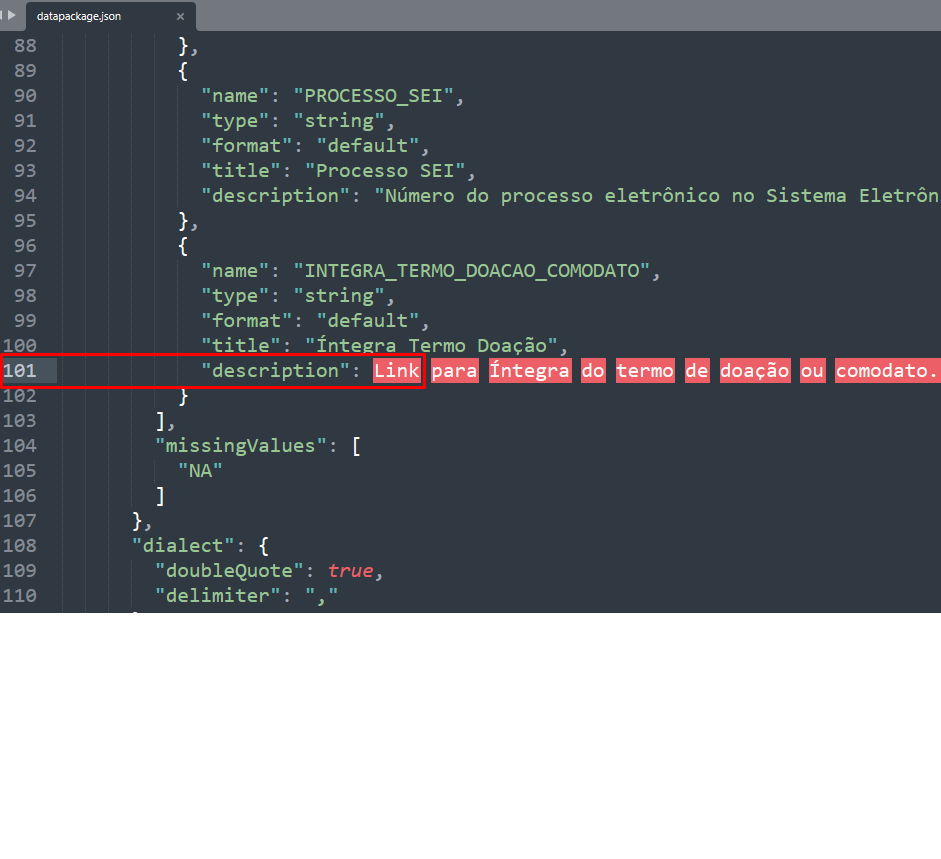 datapackage.json ×
88 },
89 {
90 "name": "PROCESSO_SEI",
91 "type": "string",
92 "format": "default",
93 "title": "Processo SEI",
94 "description": "Número do processo eletrônico no Sistema Eletrôn
95 },
96 {
97 "name": "INTEGRA_TERMO_DOACAO_COMODATO",
98 "type": "string",
99 "format": "default",
100 "title": "Íntegra Termo Doação",
101 "description": Link para Íntegra do termo de doação ou comodato.
102 }
103 ],
104 "missingValues": [
105 "NA"
106 ]
107 },
108 "dialect": {
109 "doubleQuote": true,
110 "delimiter": ","